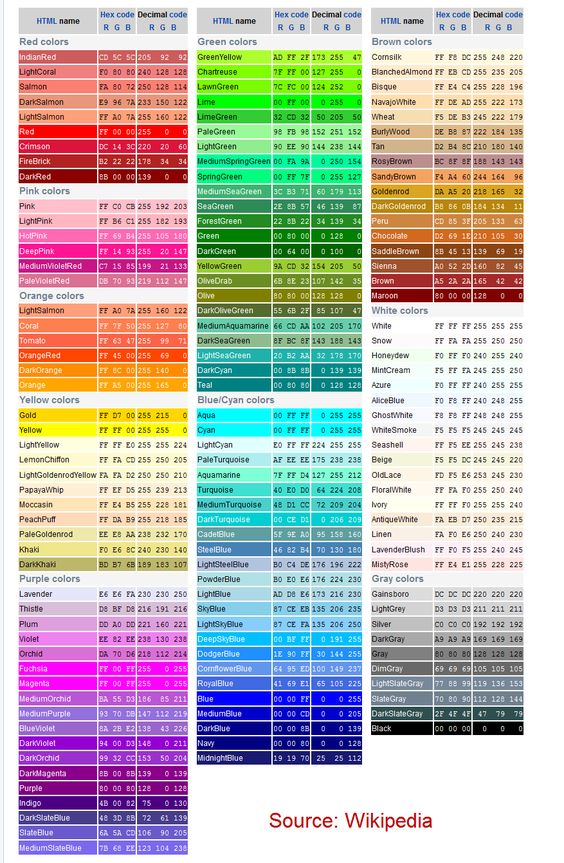 HTML name Hex code Decimal code
R G B R G B
Red colors
IndianRed CD 5C 5C 205 92 92
LightCoral F0 80 80 240 128 128
Salmon FA 80 72 250 128 114
DarkSalmon E9 96 7A 233 150 122
LightSalmon FF A0 7A 255 160 122
Red FF 00 00 255 0 0
Crimson DC 14 3C 220 20 60
FireBrick B2 22 22 178 34 34
DarkRed 8B 00 00 139 0 0
Pink colors
Pink FF C0 CB 255 192 203
LightPink FF B6 C1 255 182 193
HotPink FF 69 B4 255 105 180
DeepPink FF 14 93 255 20 147
MediumVioletRed C7 15 85 199 21 133
PaleVioletRed DB 70 93 219 112 147
Orange colors
LightSalmon FF A0 7A 255 160 122
Coral FF 7F 50 255 127 80
Tomato FF 63 47 255 99 71
OrangeRed FF 45 00 255 69 0
DarkOrange FF 8C 00 255 140 0
Orange FF A5 00 255 165 0
Yellow colors
Gold FF D7 00 255 215 0
Yellow FF FF 00 255 255 0
LightYellow FF FF E0 255 255 224
LemonChiffon FF FA CD 255 250 205
LightGoldenrodYellow FA FA D2 250 250 210
PapayaWhip FF EF D5 255 239 213
Moccasin FF E4 B5 255 228 181
PeachPuff FF DA B9 255 218 185
PaleGoldenrod EE E8 AA 238 232 170
Khaki F0 E6 8C 240 230 140
DarkKhaki BD B7 6B 189 183 107
Purple colors
Lavender E6 E6 FA 230 230 250
Thistle D8 BF D8 216 191 216
Plum DD A0 DD 221 160 221
Violet EE 82 EE 238 130 238
Orchid DA 70 D6 218 112 214
Fuchsia FF 00 FF 255 0 255
Magenta FF 00 FF 255 0 255
MediumOrchid BA 55 D3 186 85 211
MediumPurple 93 70 DB 147 112 219
BlueViolet 8A 2B E2 138 43 226
DarkViolet 94 00 D3 148 0 211
DarkOrchid 99 32 CC 153 50 204
DarkMagenta 8B 00 8B 139 0 139
Purple 80 00 80 128 0 128
Indigo 4B 00 82 75 0 130
DarkSlateBlue 48 3D 8B 72 61 139
SlateBlue 6A 5A CD 106 90 205
MediumSlateBlue 7B 68 EE 123 104 238
HTML name Hex code Decimal code
R G B R G B
Green colors
GreenYellow AD FF 2F 173 255 47
Chartreuse 7F FF 00 127 255 0
LawnGreen 7C FC 00 124 252 0
Lime 00 FF 00 0 255 0
LimeGreen 32 CD 32 50 205 50
PaleGreen 98 FB 98 152 251 152
LightGreen 90 EE 90 144 238 144
MediumSpringGreen 00 FA 9A 0 250 154
SpringGreen 00 FF 7F 0 255 127
MediumSeaGreen 3C B3 71 60 179 113
SeaGreen 2E 8B 57 46 139 87
ForestGreen 22 8B 22 34 139 34
Green 00 80 00 0 128 0
DarkGreen 00 64 00 0 100 0
YellowGreen 9A CD 32 154 205 50
OliveDrab 6B 8E 23 107 142 35
Olive 80 80 00 128 128 0
DarkOliveGreen 55 6B 2F 85 107 47
MediumAquamarine 66 CD AA 102 205 170
DarkSeaGreen 8F BC 8F 143 188 143
LightSeaGreen 20 B2 AA 32 178 170
DarkCyan 00 8B 8B 0 139 139
Teal 00 80 80 0 128 128
Blue/Cyan colors
Aqua 00 FF FF 0 255 255
Cyan 00 FF FF 0 255 255
LightCyan E0 FF FF 224 255 255
PaleTurquoise AF EE EE 175 238 238
Aquamarine 7F FF D4 127 255 212
Turquoise 40 E0 D0 64 224 208
MediumTurquoise 48 D1 CC 72 209 204
DarkTurquoise 00 CE D1 0 206 209
CadetBlue 5F 9E A0 95 158 160
SteelBlue 46 82 B4 70 130 180
LightSteelBlue B0 C4 DE 176 196 222
PowderBlue B0 E0 E6 176 224 230
LightBlue AD D8 E6 173 216 230
SkyBlue 87 CE EB 135 206 235
LightSkyBlue 87 CE FA 135 206 250
DeepSkyBlue 00 BF FF 0 191 255
DodgerBlue 1E 90 FF 30 144 255
CornflowerBlue 64 95 ED 100 149 237
RoyalBlue 41 69 E1 65 105 225
Blue 00 00 FF 0 0 255
MediumBlue 00 00 CD 0 0 205
DarkBlue 00 00 8B 0 0 139
Navy 00 00 80 0 0 128
MidnightBlue 19 19 70 25 25 112
HTML name Hex code Decimal code
R G B R G B
Brown colors
Cornsilk FF F8 DC 255 248 220
BlanchedAlmond FF EB CD 255 235 205
Bisque FF E4 C4 255 228 196
NavajoWhite FF DE AD 255 222 173
Wheat F5 DE B3 245 222 179
BurlyWood DE B8 87 222 184 135
Tan D2 B4 8C 210 180 140
RosyBrown BC 8F 8F 188 143 143
SandyBrown F4 A4 60 244 164 96
Goldenrod DA A5 20 218 165 32
DarkGoldenrod B8 86 0B 184 134 11
Peru CD 85 3F 205 133 63
Chocolate D2 69 1E 210 105 30
SaddleBrown 8B 45 13 139 69 19
Sienna A0 52 2D 160 82 45
Brown A5 2A 2A 165 42 42
Maroon 80 00 00 128 0 0
White colors
White FF FF FF 255 255 255
Snow FF FA FA 255 250 250
Honeydew F0 FF F0 240 255 240
MintCream F5 FF FA 245 255 250
Azure F0 FF FF 240 255 255
AliceBlue F0 F8 FF 240 248 255
GhostWhite F8 F8 FF 248 248 255
WhiteSmoke F5 F5 F5 245 245 245
Seashell FF F5 EE 255 245 238
Beige F5 F5 DC 245 245 220
OldLace FD F5 E6 253 245 230
FloralWhite FF FA F0 255 250 240
Ivory FF FF F0 255 255 240
AntiqueWhite FA EB D7 250 235 215
Linen FA F0 E6 250 240 230
LavenderBlush FF F0 F5 255 240 245
MistyRose FF E4 E1 255 228 225
Gray colors
Gainsboro DC DC DC 220 220 220
LightGrey D3 D3 D3 211 211 211
Silver C0 C0 C0 192 192 192
DarkGray A9 A9 A9 169 169 169
Gray 80 80 80 128 128 128
DimGray 69 69 69 105 105 105
LightSlateGray 77 88 99 119 136 153
SlateGray 70 80 90 112 128 144
DarkSlateGray 2F 4F 4F 47 79 79
Black 00 00 00 0 0 0
Source: Wikipedia